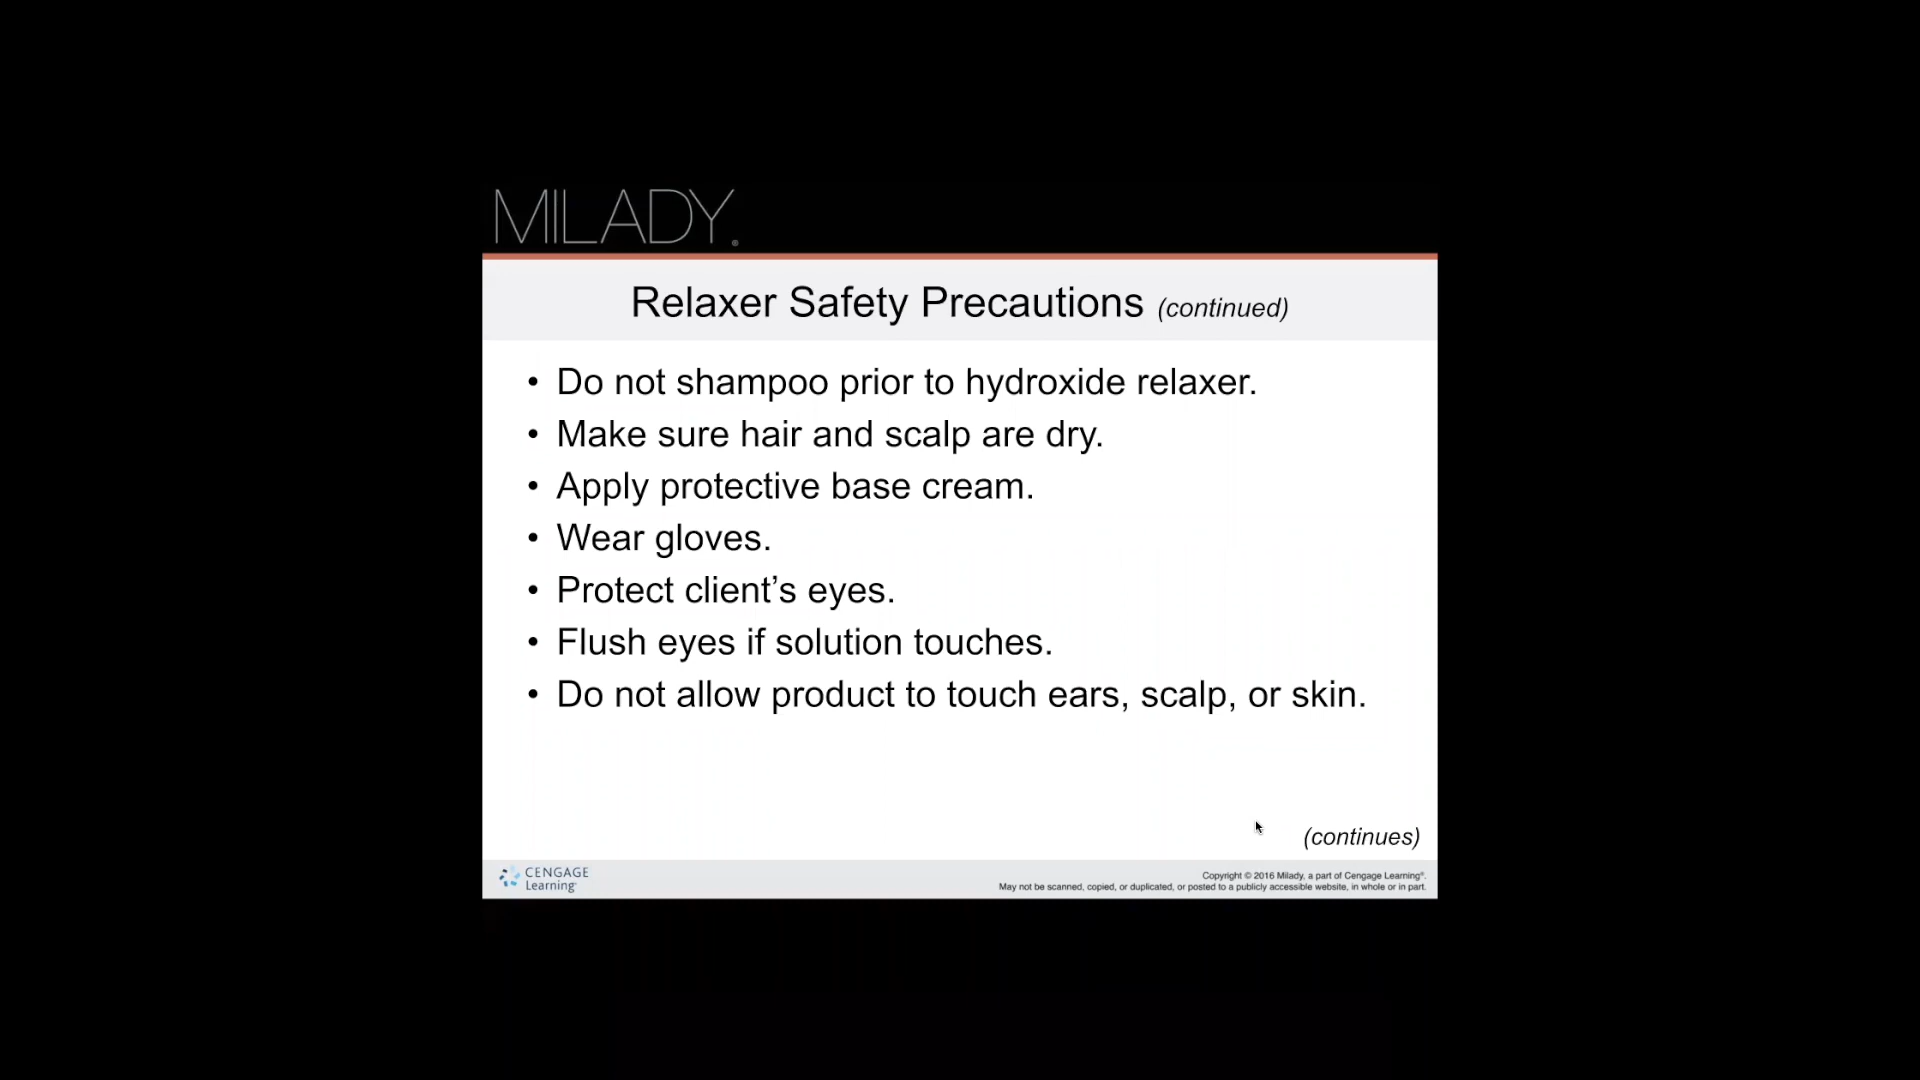 MILADY®
Relaxer Safety Precautions (continued)
• Do not shampoo prior to hydroxide relaxer.
• Make sure hair and scalp are dry.
• Apply protective base cream.
• Wear gloves.
• Protect client’s eyes.
• Flush eyes if solution touches.
• Do not allow product to touch ears, scalp, or skin.
(continues)
CENGAGE
Learning
Copyright © 2016 Milady, a part of Cengage Learning®.
May not be scanned, copied, or duplicated, or posted to a publicly accessible website, in whole or in part.